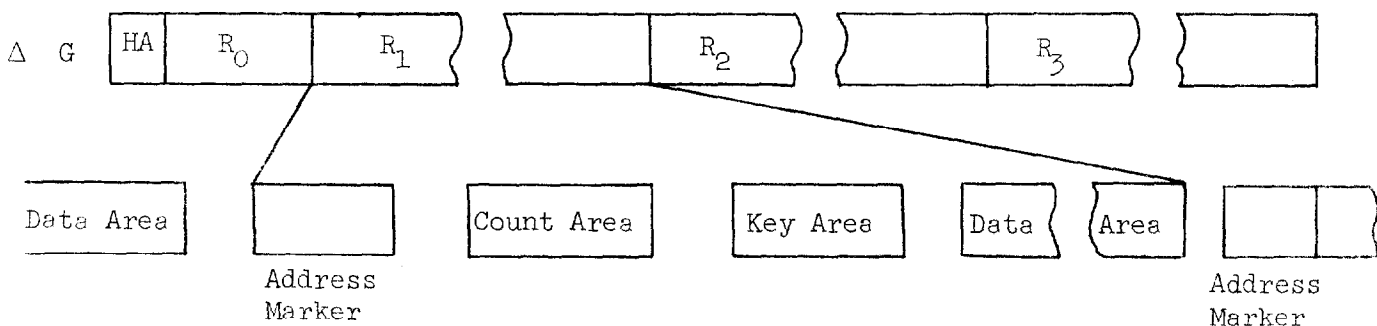 Δ G HA R₀ R₁ R₂ R₃
Data Area Count Area Key Area Data Area
Address Marker
Address Marker